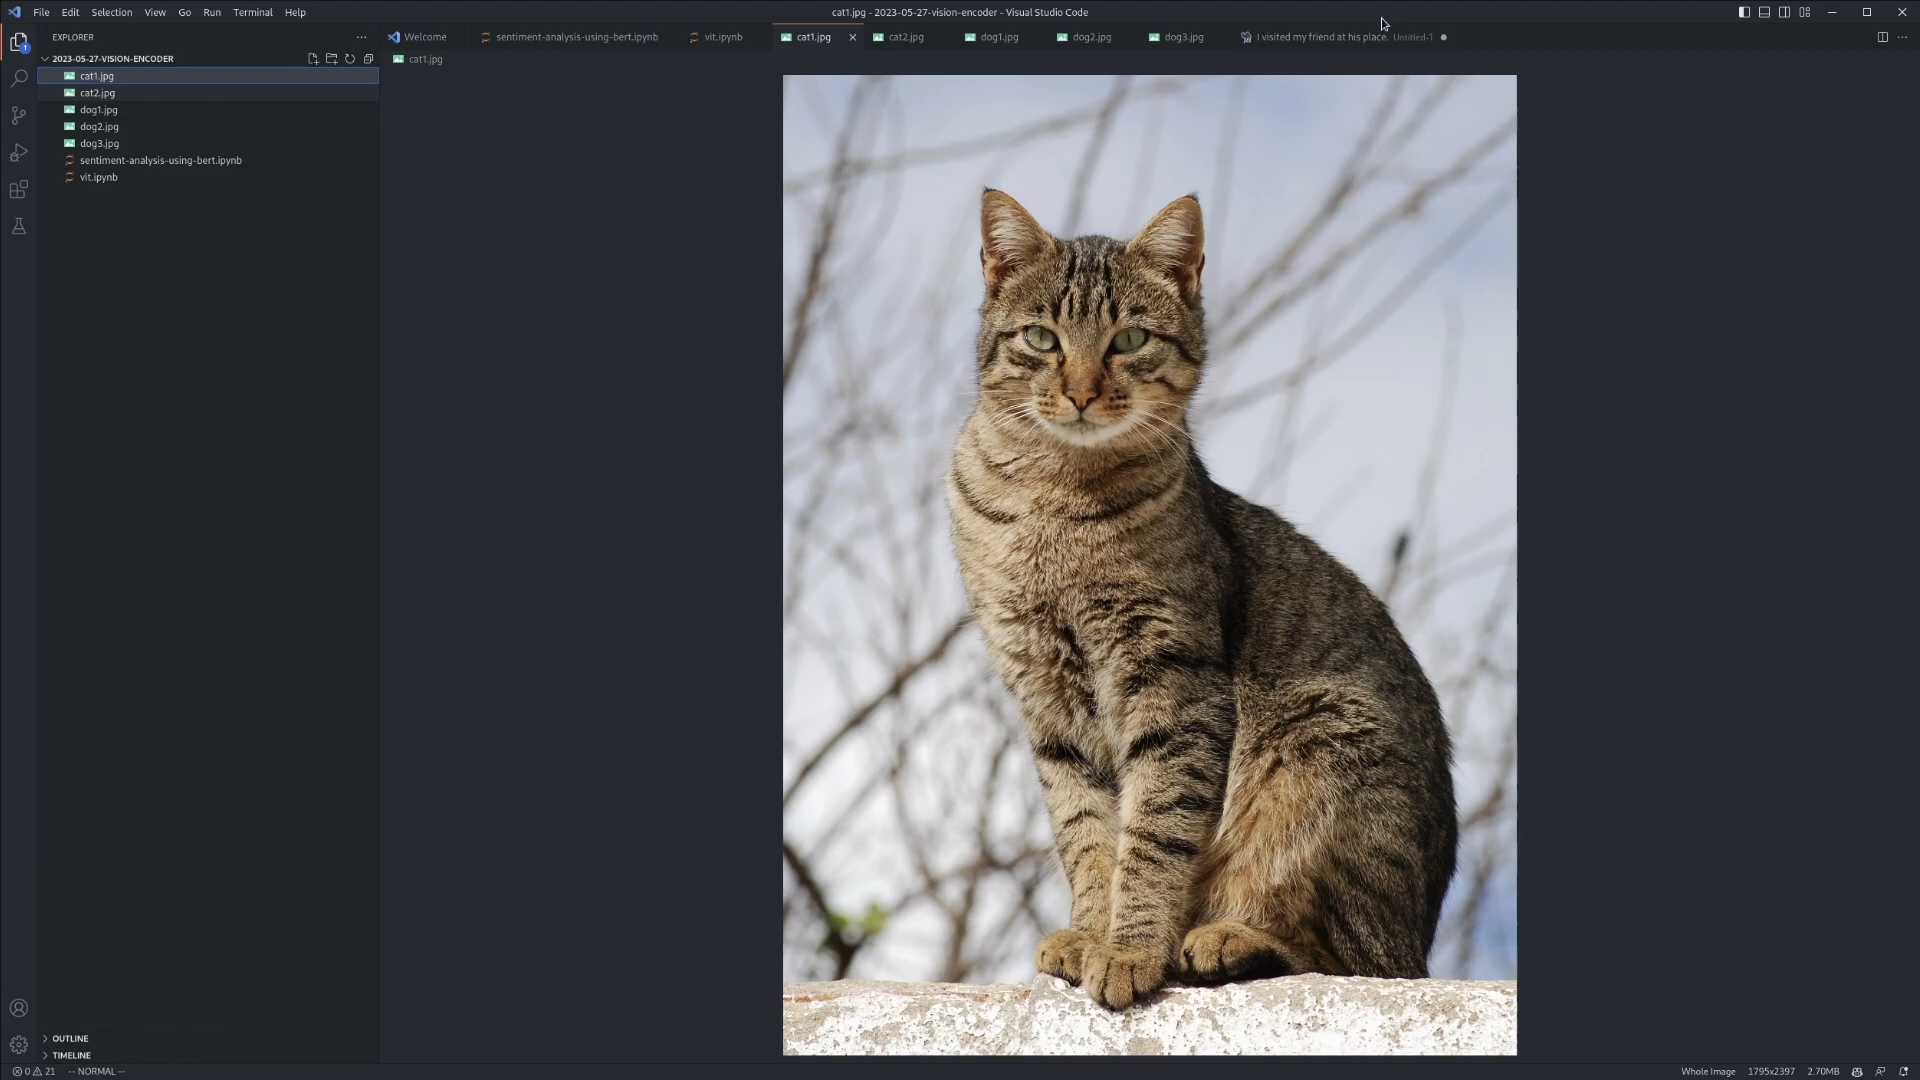 File Edit Selection View Go Run Terminal Help
cat1.jpg - 2023-05-27-vision-encoder - Visual Studio Code
EXPLORER
Welcome
sentiment-analysis-using-bert.ipynb
vit.ipynb
cat1.jpg
cat2.jpg
dog1.jpg
dog2.jpg
dog3.jpg
I visited my friend at his place. Untitled-1
2023-05-27-VISION-ENCODER
cat1.jpg
cat1.jpg
cat2.jpg
dog1.jpg
dog2.jpg
dog3.jpg
sentiment-analysis-using-bert.ipynb
vit.ipynb
1
OUTLINE
TIMELINE
0 21 -- NORMAL --
Whole Image 1795x2397 2.70MB